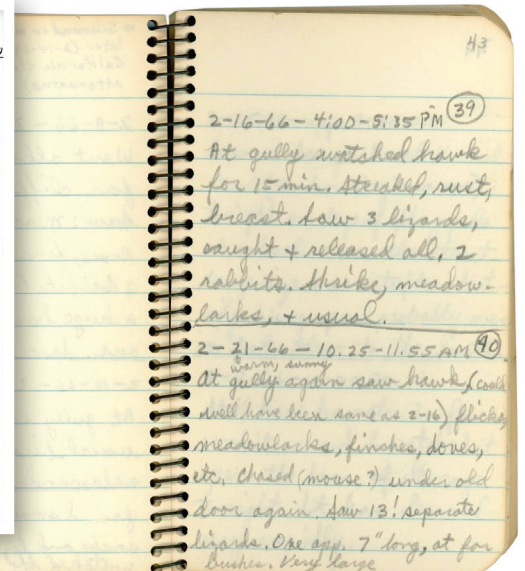 43
2-16-66 - 4:00-5:35 PM 39
At gully watched hawk
for 15 min. Streaked, rust,
breast. Saw 3 lizards,
caught + released all, 2
rabbits. Shrike, meadow-
larks, + usual.
2-21-66-10.25-11.55 AM 40
warm, sunny
At gully again saw hawk, (could
well have been same as 2-16) flicker,
meadowlarks, finches, doves,
etc. Chased (mouse?) under old
door again. Saw 13! separate
lizards. One app. 7" long, at far
bushes. Very large